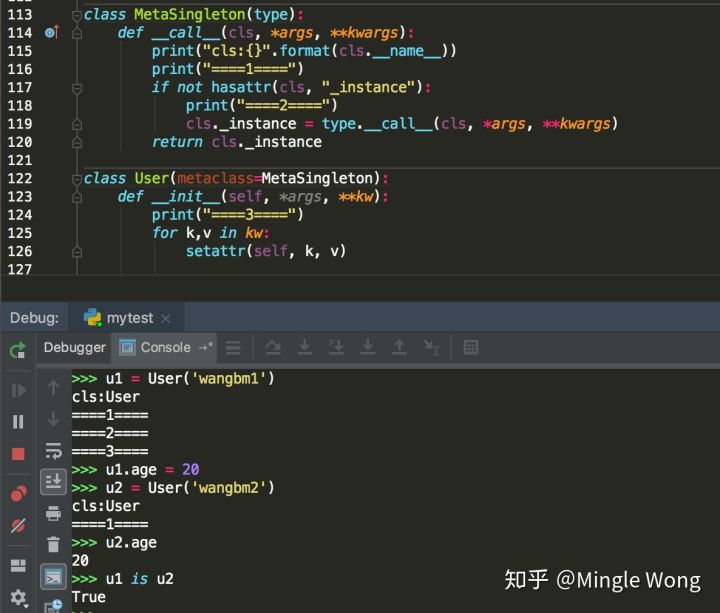 113 class MetaSingleton(type):
114 def __call__(cls, *args, **kwargs):
115 print("cls:{}".format(cls.__name__))
116 print("====1====")
117 if not hasattr(cls, "_instance"):
118 print("====2====")
119 cls._instance = type.__call__(cls, *args, **kwargs)
120 return cls._instance
121
122 class User(metaclass=MetaSingleton):
123 def __init__(self, *args, **kw):
124 print("====3====")
125 for k,v in kw:
126 setattr(self, k, v)
127
Debug: mytest
Debugger Console
>>> u1 = User('wangbm1')
cls:User
====1====
====2====
====3====
>>> u1.age = 20
>>> u2 = User('wangbm2')
cls:User
====1====
>>> u2.age
20
>>> u1 is u2
True
知乎 @Mingle Wong